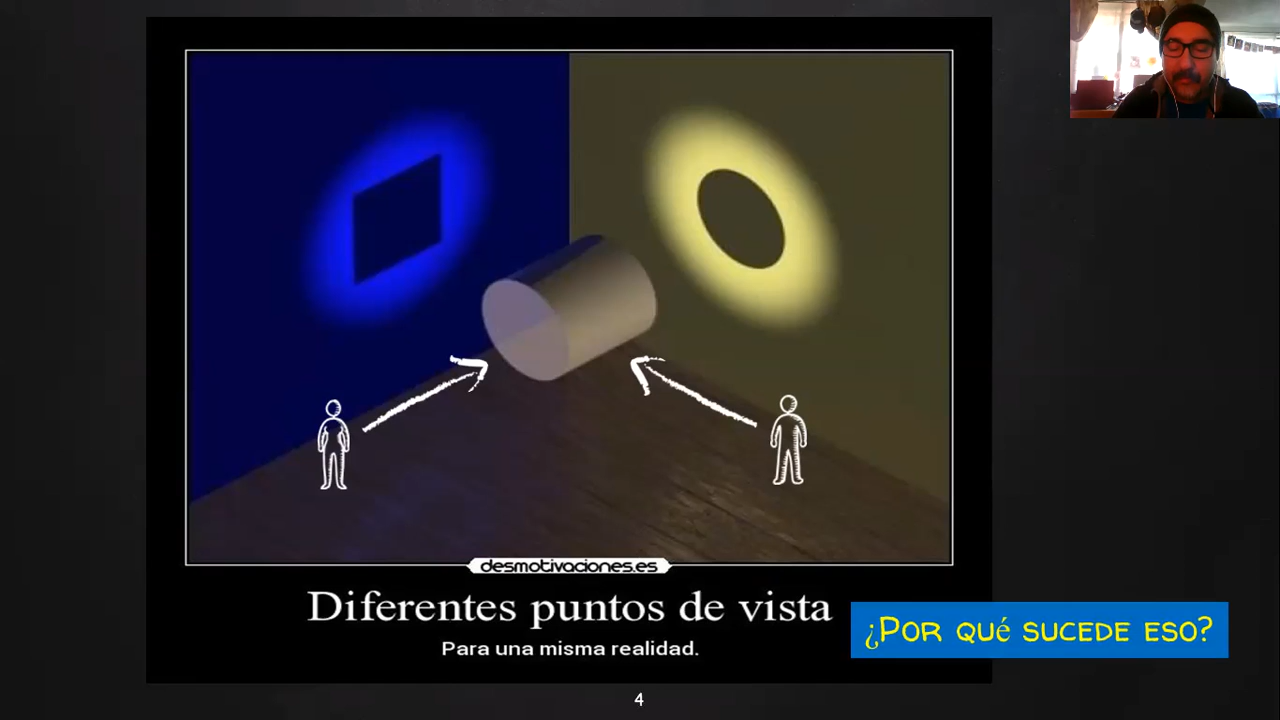 desmotivaciones.es
Diferentes puntos de vista
Para una misma realidad.
¿Por qué sucede eso?
4